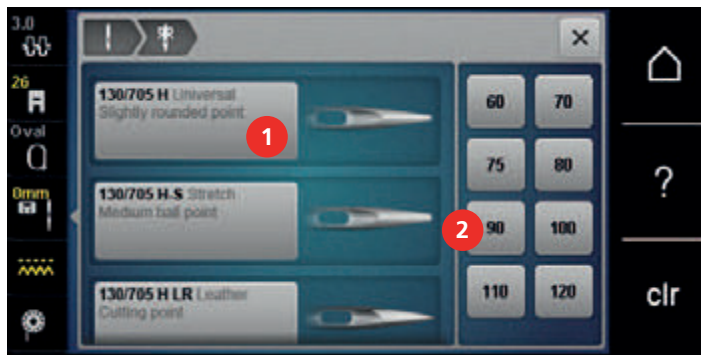 3.0
26
Oval
0mm
130/705 H Universal
Slightly rounded point
1
130/705 H-S Stretch
Medium ball point
2
130/705 H LR Leather
Cutting point
60 70
75 80
90 100
110 120
?
clr